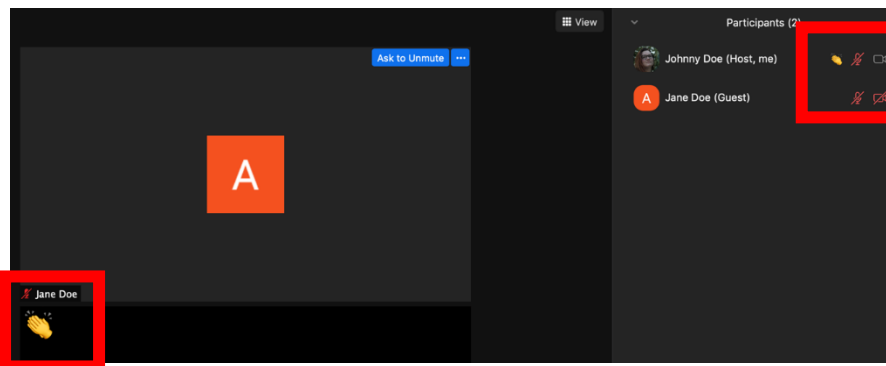 View
Participants (2)
Ask to Unmute
Johnny Doe (Host, me)
A Jane Doe (Guest)
A
Jane Doe